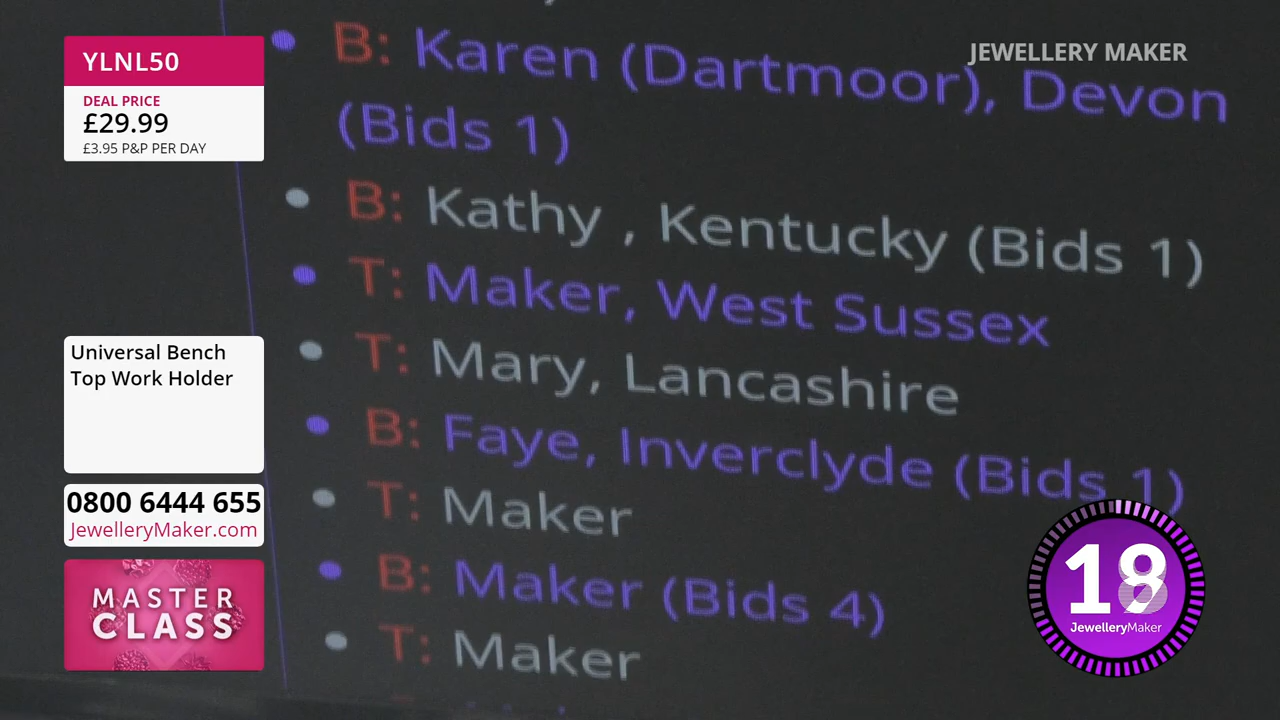 YLNL50
DEAL PRICE
£29.99
£3.95 P&P PER DAY
JEWELLERY MAKER
• B: Karen (Dartmoor), Devon
(Bids 1)
• B: Kathy , Kentucky (Bids 1)
• T: Maker, West Sussex
• T: Mary, Lancashire
• B: Faye, Inverclyde (Bids 1)
• T: Maker
• B: Maker (Bids 4)
• T: Maker
Universal Bench
Top Work Holder
0800 6444 655
JewelleryMaker.com
MASTER
CLASS
JewelleryMaker